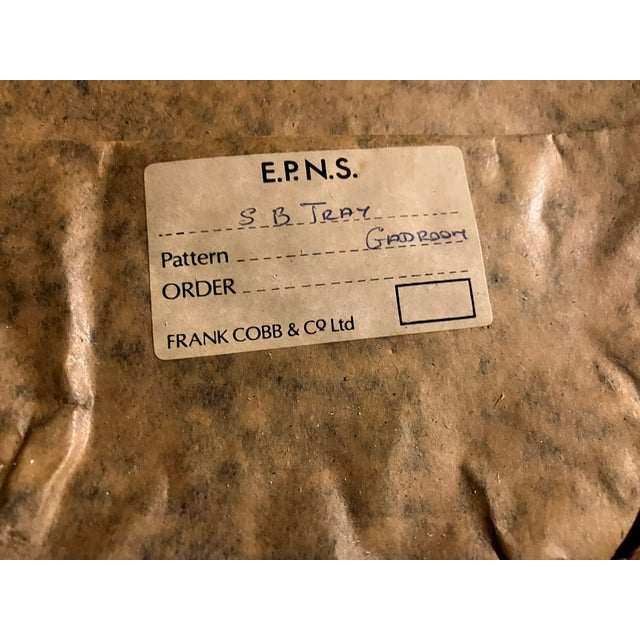 E.P.N.S.
S B TRAY
Pattern GADROON
ORDER
FRANK COBB & Co Ltd